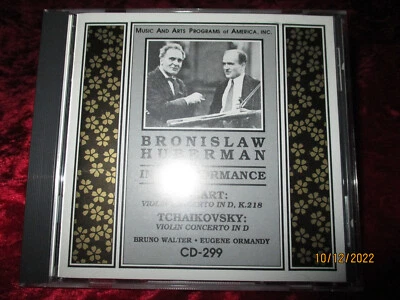 MUSIC AND ARTS PROGRAMS OF AMERICA, INC.
BRONISLAW
HUBERMAN
IN PERFORMANCE
MOZART:
VIOLIN CONCERTO IN D, K.218
TCHAIKOVSKY:
VIOLIN CONCERTO IN D
BRUNO WALTER • EUGENE ORMANDY
CD-299
10/12/2022